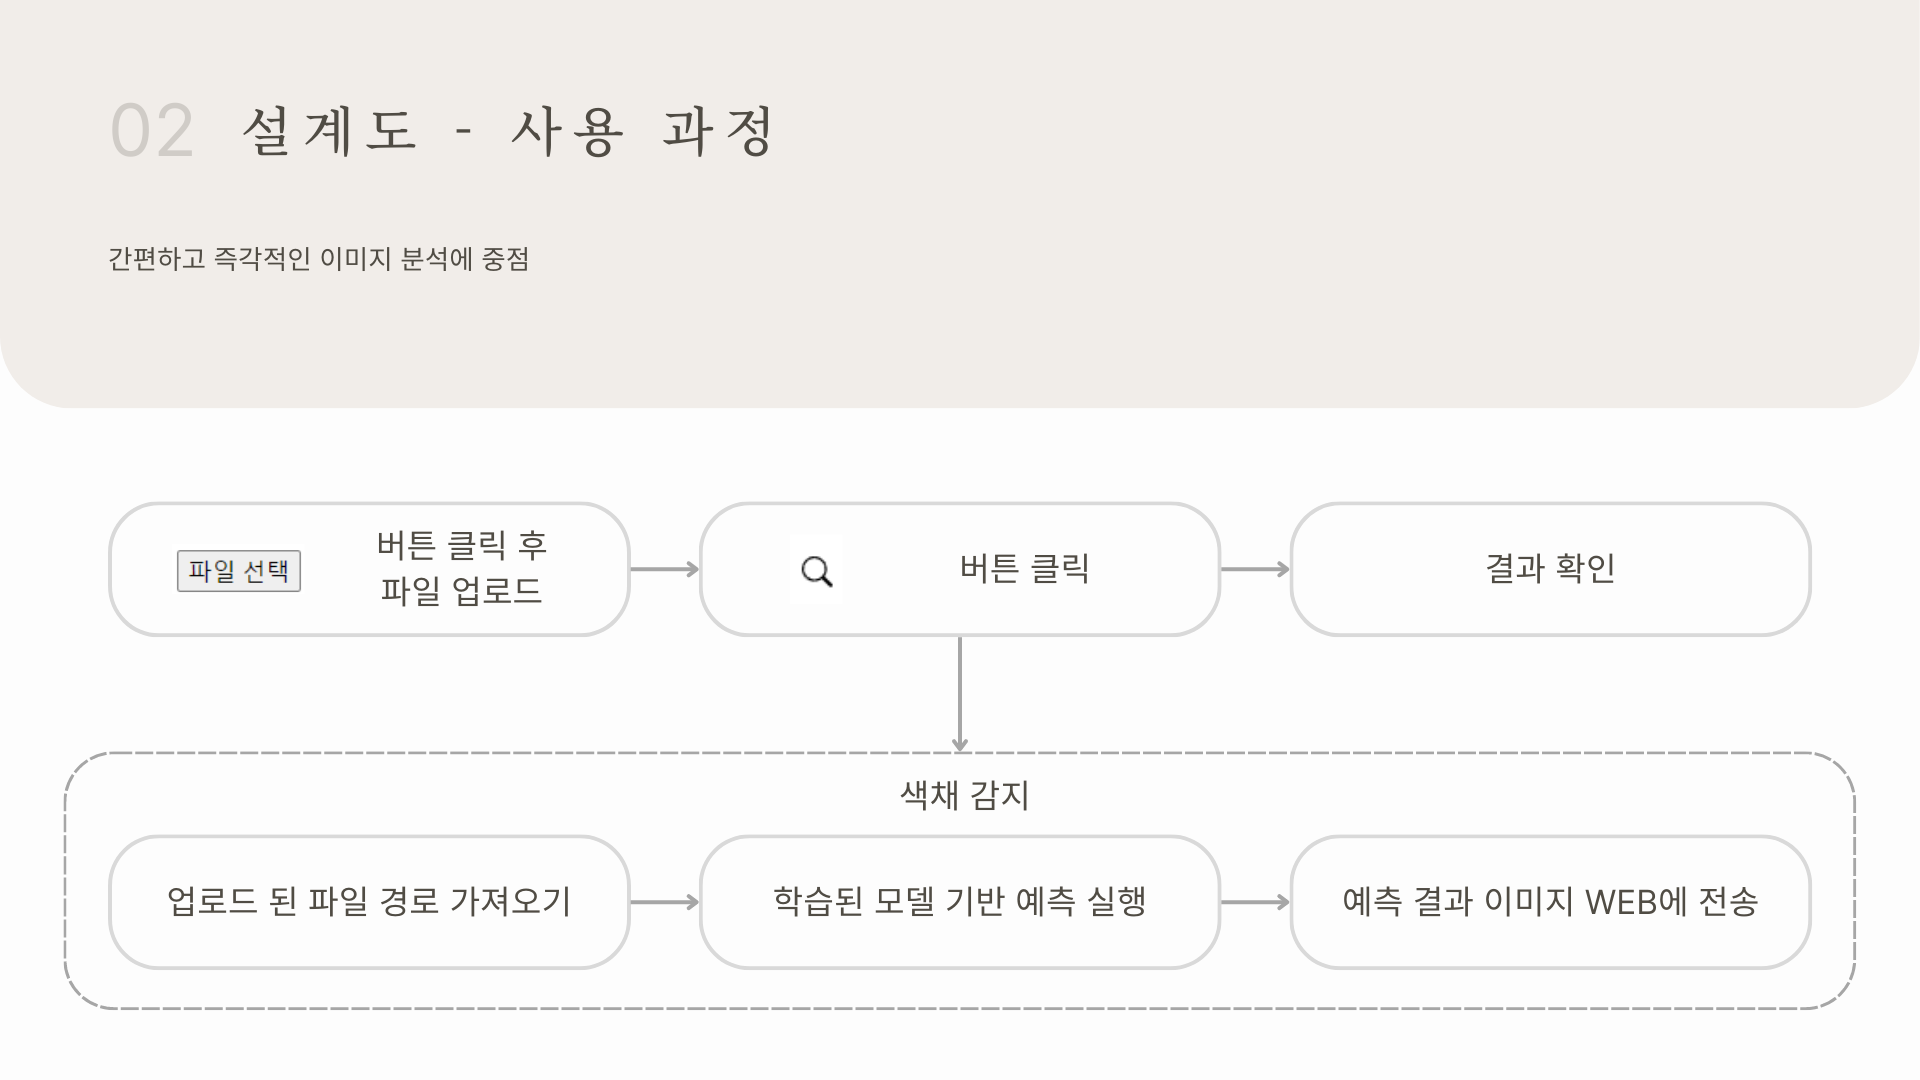 02 설계도 - 사용 과정
간편하고 즉각적인 이미지 분석에 중점
파일 선택
버튼 클릭 후
파일 업로드
버튼 클릭
결과 확인
색채 감지
업로드 된 파일 경로 가져오기
학습된 모델 기반 예측 실행
예측 결과 이미지 WEB에 전송